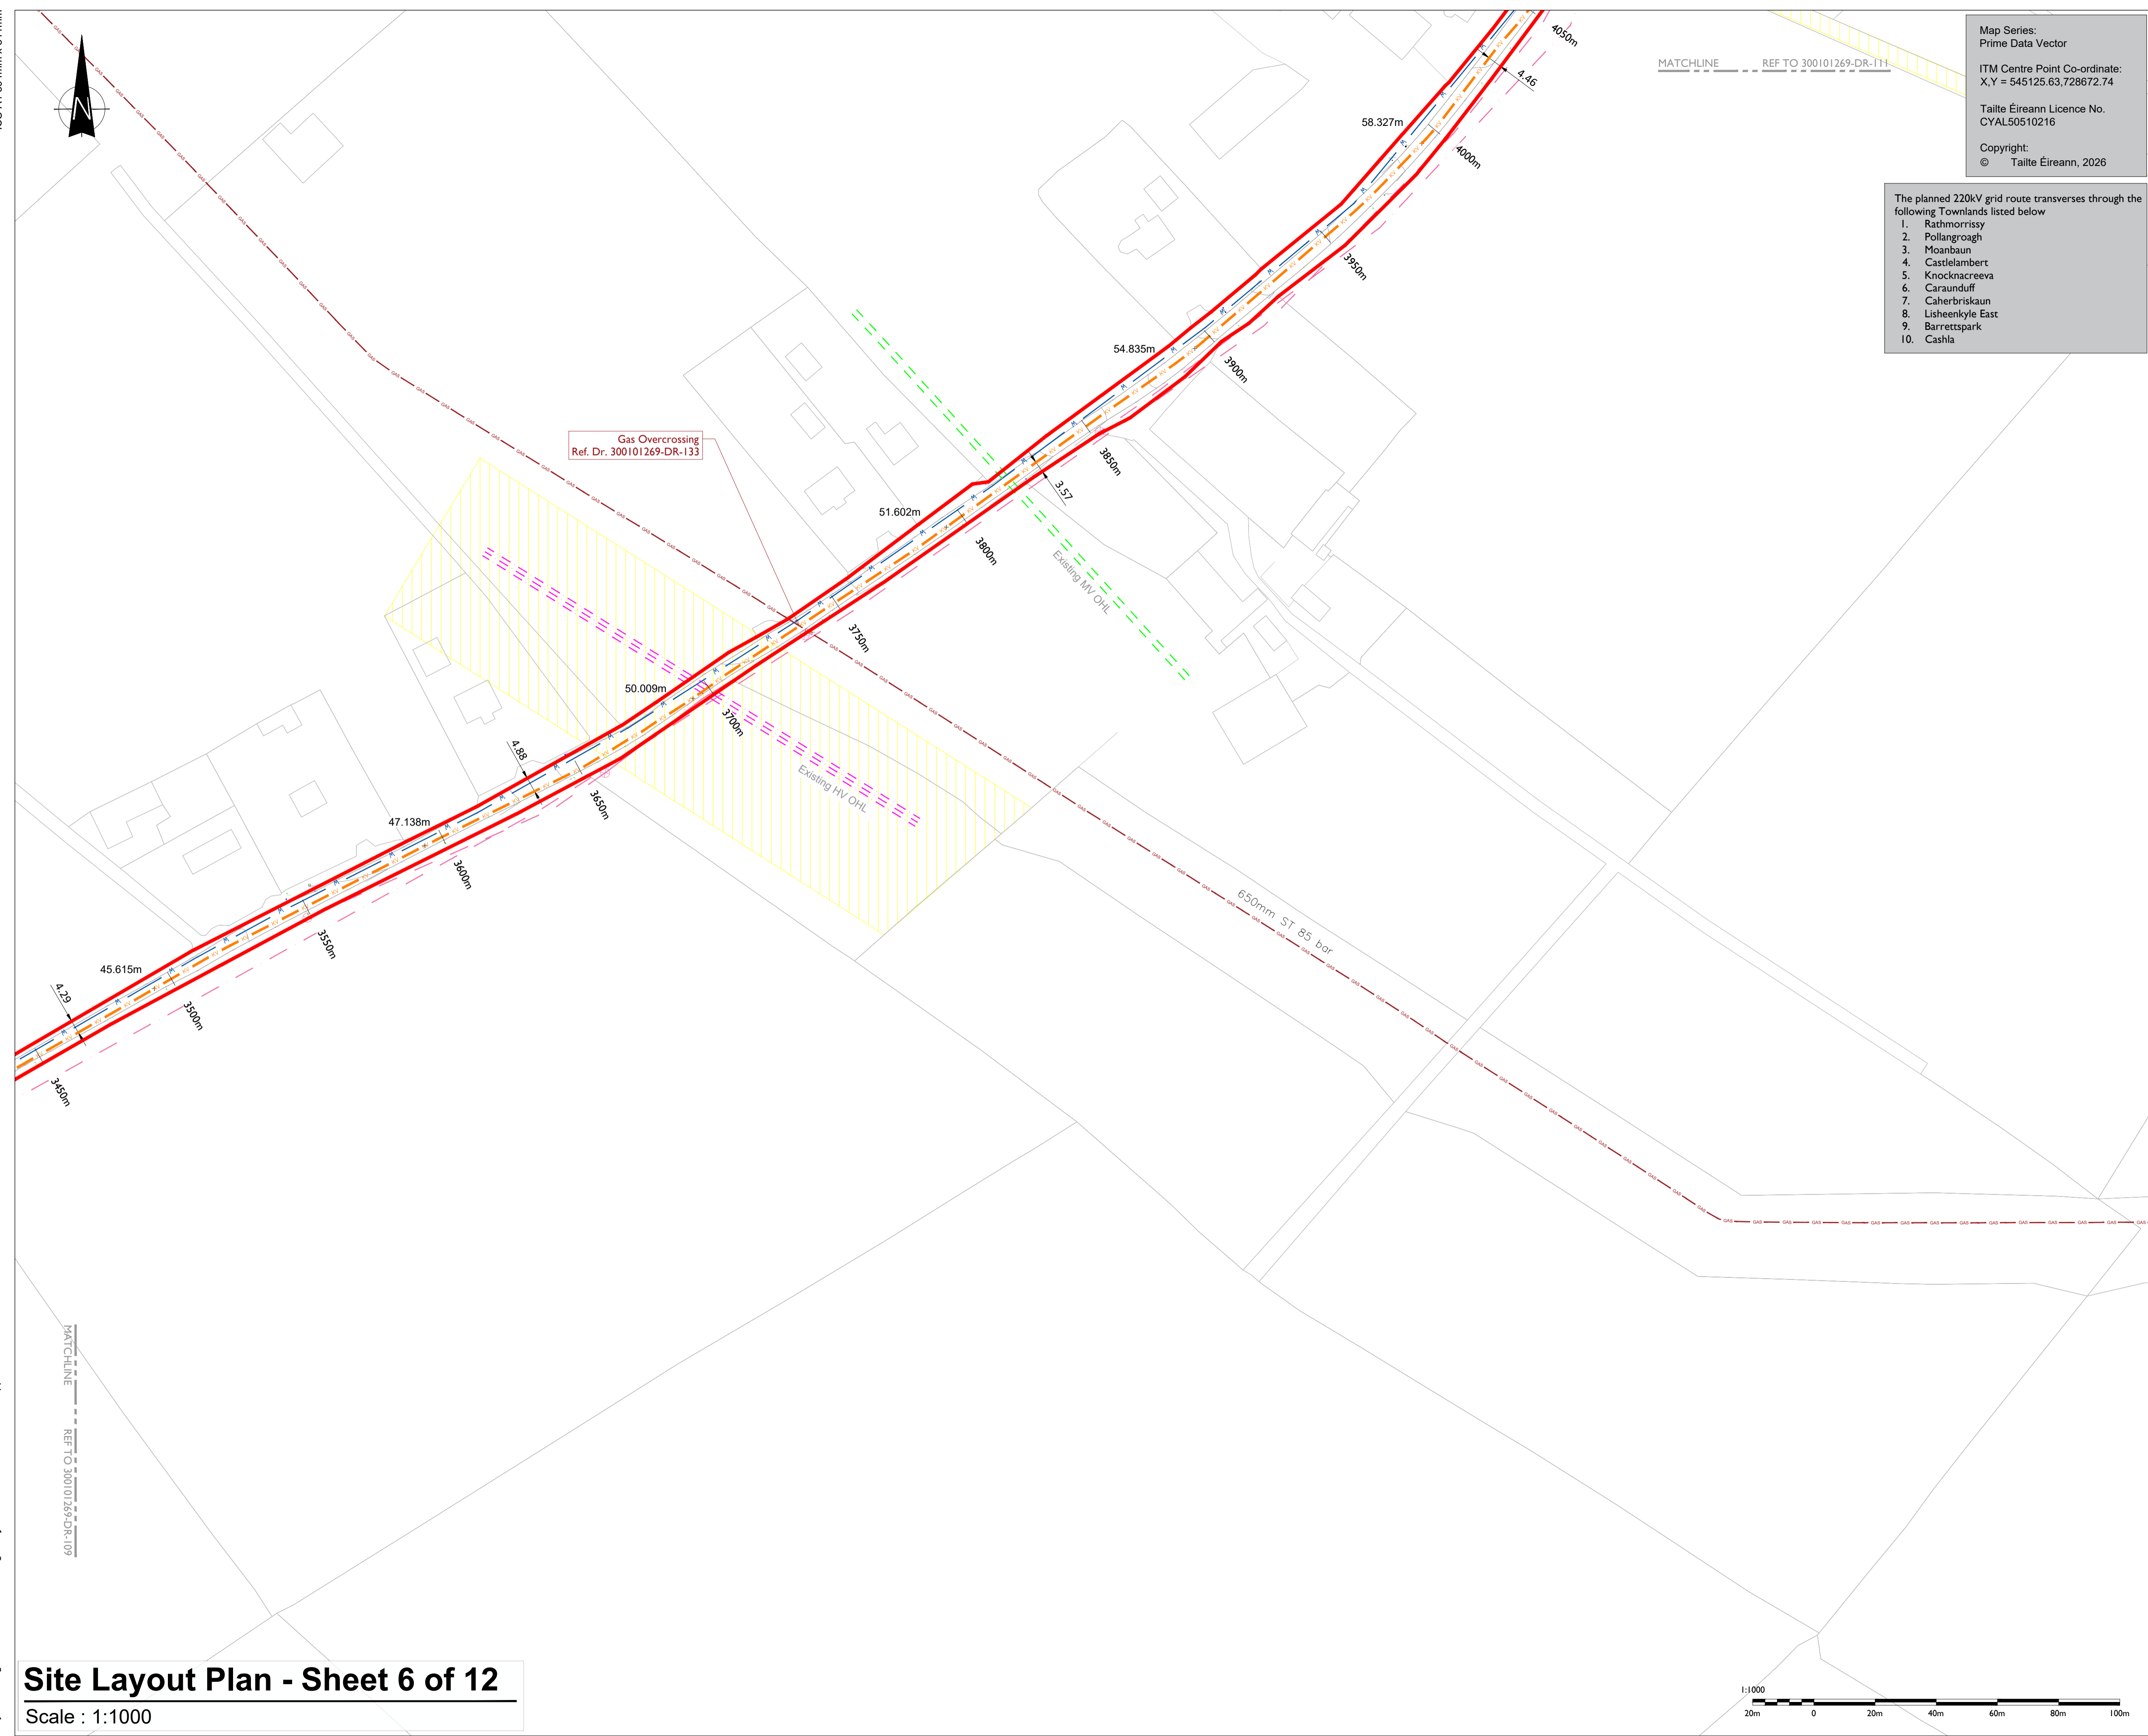 Map Series:
Prime Data Vector
ITM Centre Point Co-ordinate:
X,Y = 545125.63,728672.74
Tailte Éireann Licence No.
CYAL50510216
Copyright:
© Tailte Éireann, 2026
The planned 220kV grid route transverses through the
following Townlands listed below
1. Rathmorrissy
2. Pollangroagh
3. Moanbaun
4. Castlelambert
5. Knocknacreeva
6. Caraunduff
7. Caherbriskaun
8. Lisheenkyle East
9. Barrettspark
10. Cashla
MATCHLINE REF TO 300101269-DR-111
N
4050m
4.46
58.327m
4000m
3950m
54.835m
3900m
Gas Overcrossing
Ref. Dr. 300101269-DR-133
3850m
3.57
51.602m
3800m
Existing MV OHL
3750m
50.009m
3700m
4.88
Existing HV OHL
3650m
47.138m
3600m
650mm ST 85 bar
3550m
45.615m
4.29
3500m
3450m
GAS
KV
W
MATCHLINE REF TO 300101269-DR-109
Site Layout Plan - Sheet 6 of 12
Scale : 1:1000
1:1000
20m 0 20m 40m 60m 80m 100m